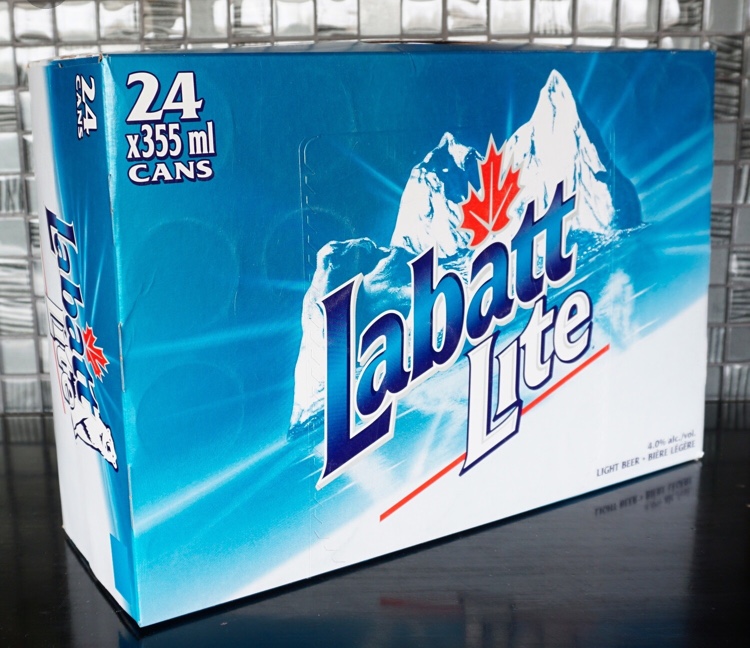 24
x355 ml
CANS
24
CANS
Labatt
Lite
Labatt
Lite
4.0% alc./vol.
LIGHT BEER • BIÈRE LÉGÈRE